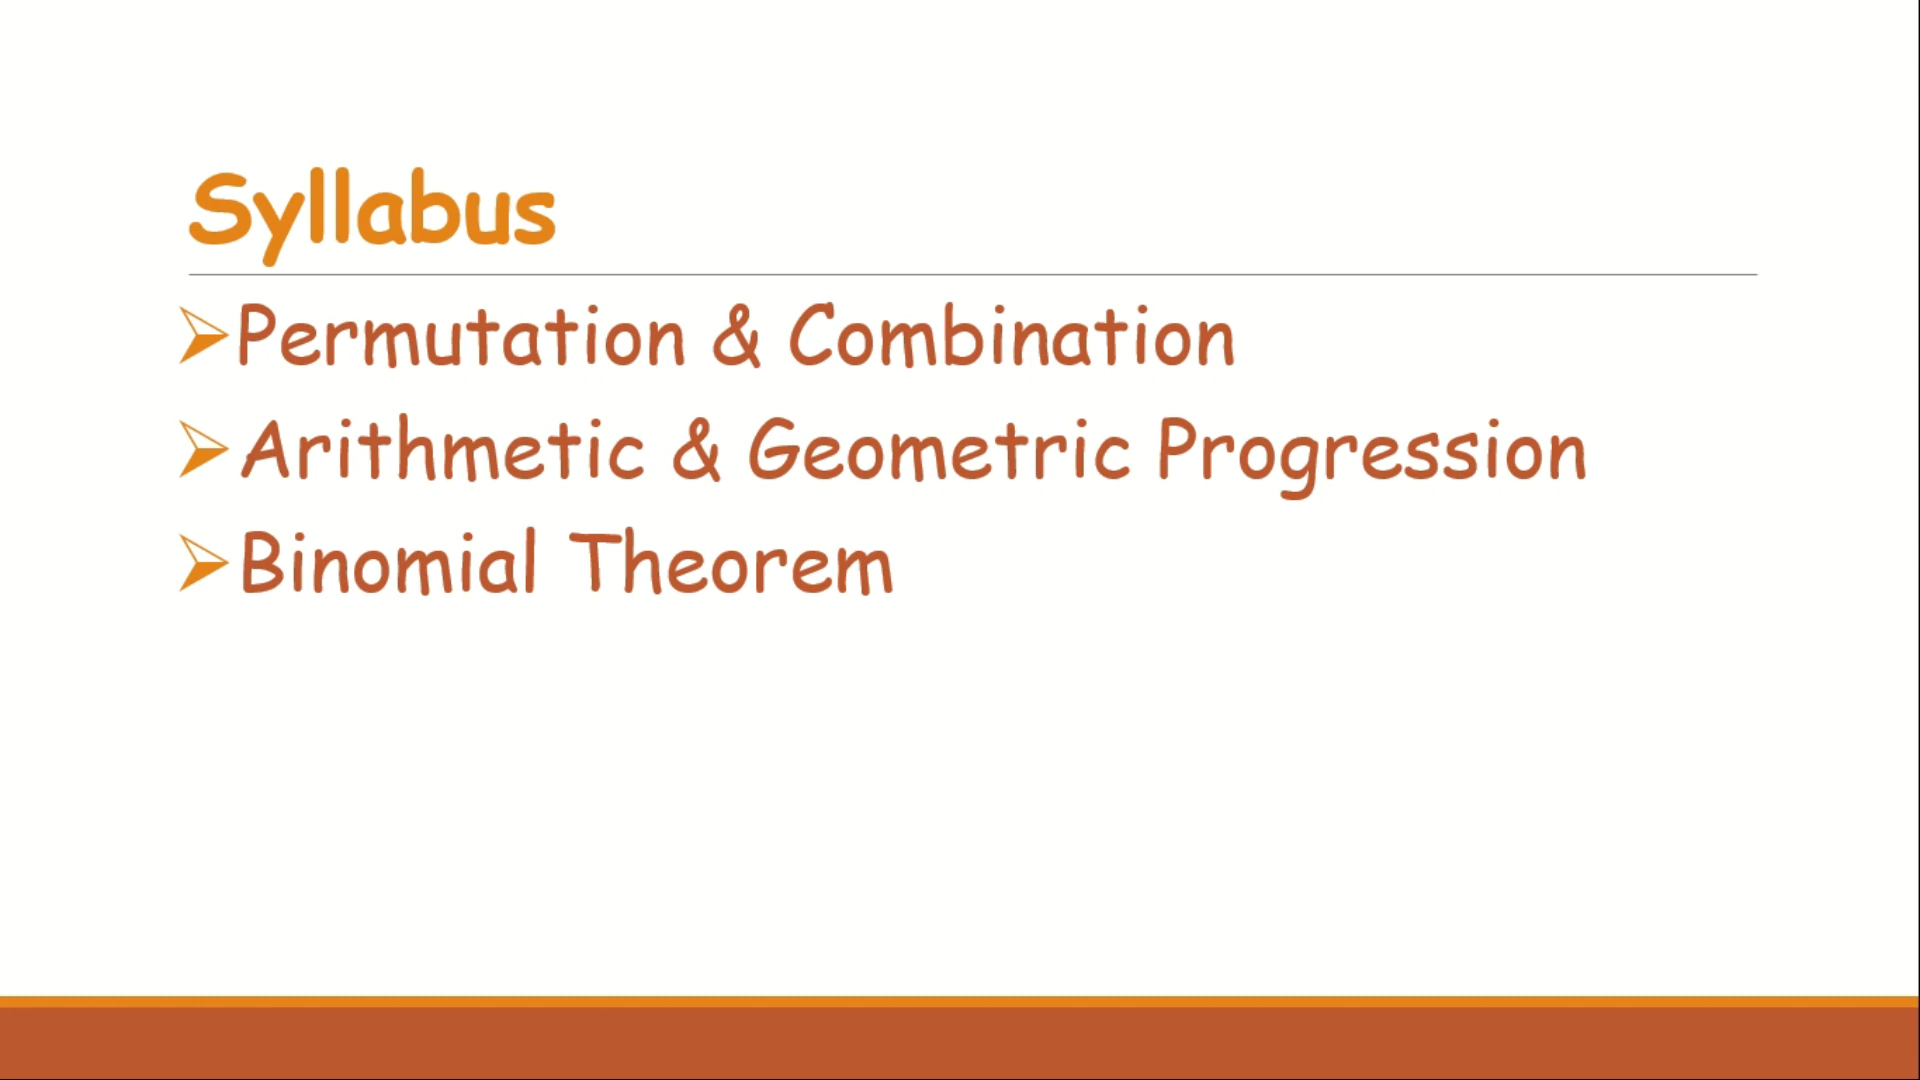 Syllabus
➢Permutation & Combination
➢Arithmetic & Geometric Progression
➢Binomial Theorem